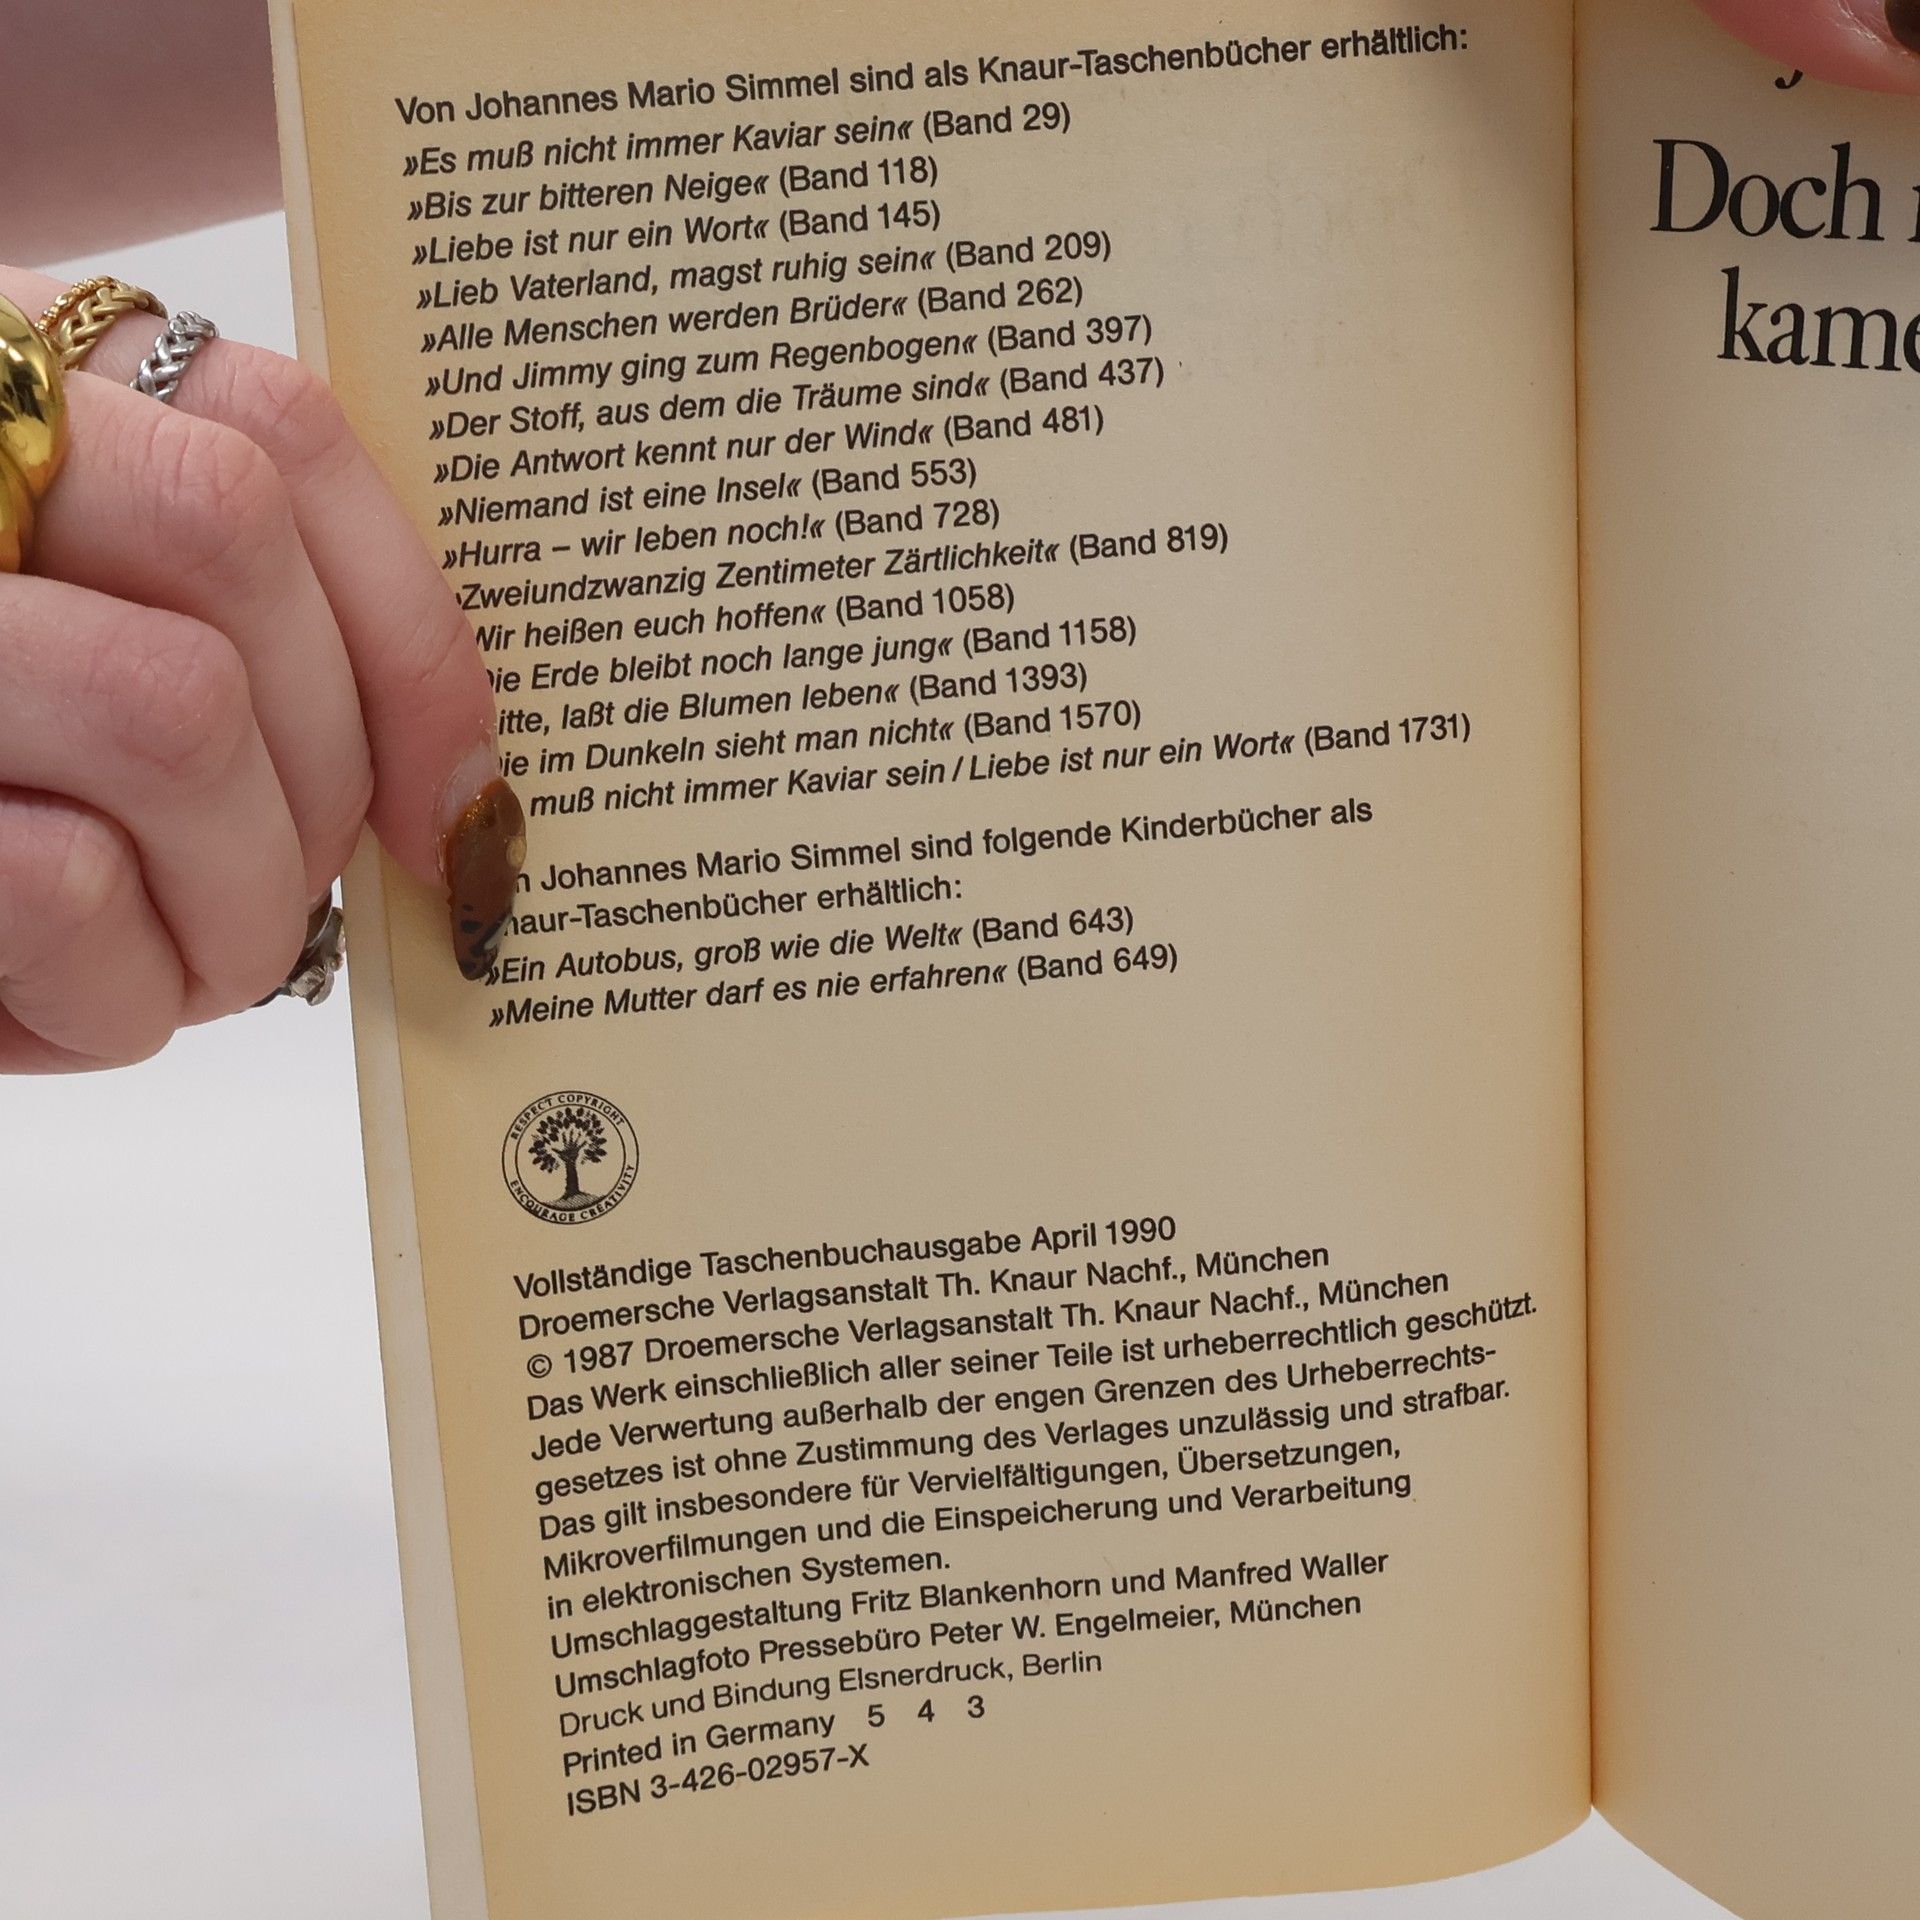 Von Johannes Mario Simmel sind als Knaur-Taschenbücher erhältlich:
»Es muß nicht immer Kaviar sein« (Band 29)
»Bis zur bitteren Neige« (Band 118)
»Liebe ist nur ein Wort« (Band 145)
»Lieb Vaterland, magst ruhig sein« (Band 209)
»Alle Menschen werden Brüder« (Band 262)
»Und Jimmy ging zum Regenbogen« (Band 397)
»Der Stoff, aus dem die Träume sind« (Band 437)
»Die Antwort kennt nur der Wind« (Band 481)
»Niemand ist eine Insel« (Band 553)
»Hurra – wir leben noch!« (Band 728)
Zweiundzwanzig Zentimeter Zärtlichkeit« (Band 819)
Wir heißen euch hoffen« (Band 1058)
ie Erde bleibt noch lange jung« (Band 1158)
itte, laßt die Blumen leben« (Band 1393)
ie im Dunkeln sieht man nicht« (Band 1570)
muß nicht immer Kaviar sein / Liebe ist nur ein Wort« (Band 1731)
n Johannes Mario Simmel sind folgende Kinderbücher als
naur-Taschenbücher erhältlich:
»Ein Autobus, groß wie die Welt« (Band 643)
»Meine Mutter darf es nie erfahren« (Band 649)
RESPECT COPYRIGHT
ENCOURAGE CREATIVITY
Vollständige Taschenbuchausgabe April 1990
Droemersche Verlagsanstalt Th. Knaur Nachf., München
© 1987 Droemersche Verlagsanstalt Th. Knaur Nachf., München
Das Werk einschließlich aller seiner Teile ist urheberrechtlich geschützt.
Jede Verwertung außerhalb der engen Grenzen des Urheberrechts-
gesetzes ist ohne Zustimmung des Verlages unzulässig und strafbar.
Das gilt insbesondere für Vervielfältigungen, Übersetzungen,
Mikroverfilmungen und die Einspeicherung und Verarbeitung
in elektronischen Systemen.
Umschlaggestaltung Fritz Blankenhorn und Manfred Waller
Umschlagfoto Pressebüro Peter W. Engelmeier, München
Druck und Bindung Elsnerdruck, Berlin
Printed in Germany 5 4 3
ISBN 3-426-02957-X
Doch
kame